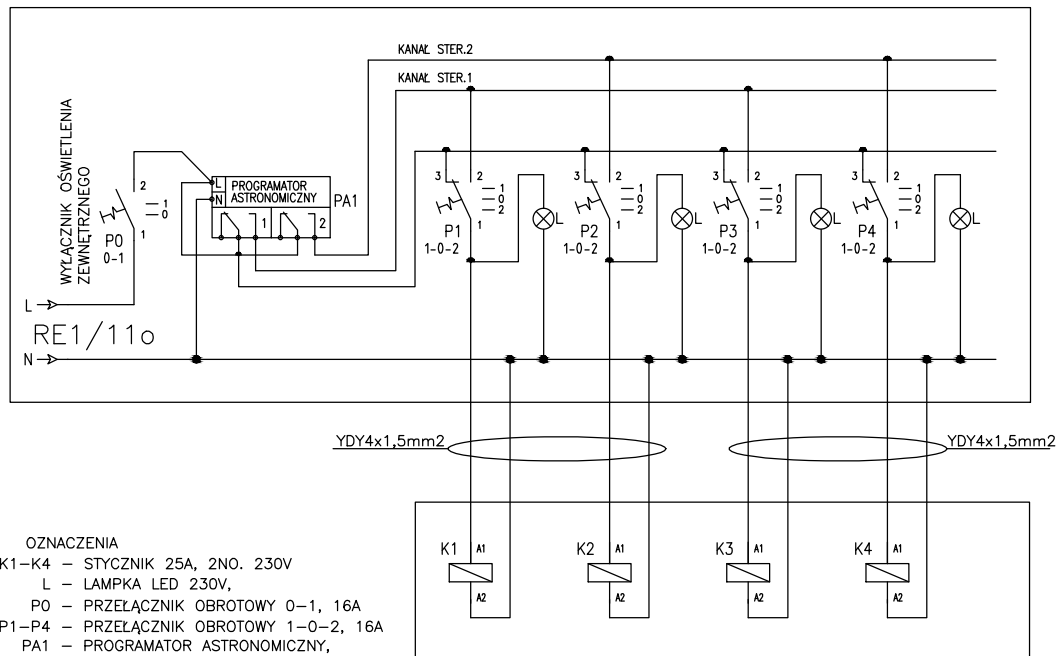 KANAŁ STER.2
KANAŁ STER.1
WYŁĄCZNIK OŚWIETLENIA
ZEWNĘTRZNEGO
2
1
0
1
P0
0-1
L
N
PROGRAMATOR
ASTRONOMICZNY
PA1
1
2
3 2
1
0
2
P1 1
1-0-2
L
3 2
1
0
2
P2 1
1-0-2
L
3 2
1
0
2
P3 1
1-0-2
L
3 2
1
0
2
P4 1
1-0-2
L
L
RE1/11o
N
YDY4x1,5mm2
YDY4x1,5mm2
K1 A1
A2
K2 A1
A2
K3 A1
A2
K4 A1
A2
OZNACZENIA
K1-K4 – STYCZNIK 25A, 2NO. 230V
L – LAMPKA LED 230V,
P0 – PRZEŁĄCZNIK OBROTOWY 0-1, 16A
P1-P4 – PRZEŁĄCZNIK OBROTOWY 1-0-2, 16A
PA1 – PROGRAMATOR ASTRONOMICZNY,